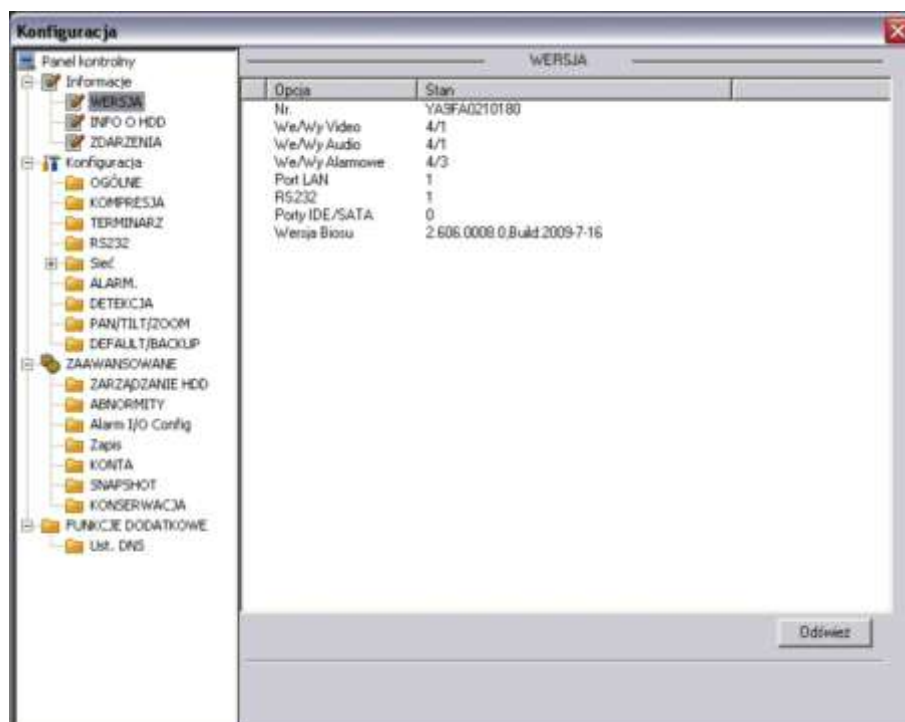 Konfiguracja
Panel kontrolny
Informacje
WERSJA
INFO O HDD
ZDARZENIA
Konfiguracja
OGÓLNE
KOMPRESJA
TERMINARZ
RS232
Sieć
ALARM.
DETEKCJA
PAN/TILT/ZOOM
DEFAULT/BACKUP
ZAAWANSOWANE
ZARZĄDZANIE HDD
ABNORMITY
Alarm I/O Config
Zapis
KONTA
SNAPSHOT
KONSERWACJA
FUNKCJE DODATKOWE
Ust. DNS
WERSJA
Opcja Stan
Nr. YA9FA0210180
We/Wy Video 4/1
We/Wy Audio 4/1
We/Wy Alarmowe 4/3
Port LAN 1
RS232 1
Porty IDE/SATA 0
Wersja Biosu 2.606.0008.0,Build:2009-7-16
Odśwież